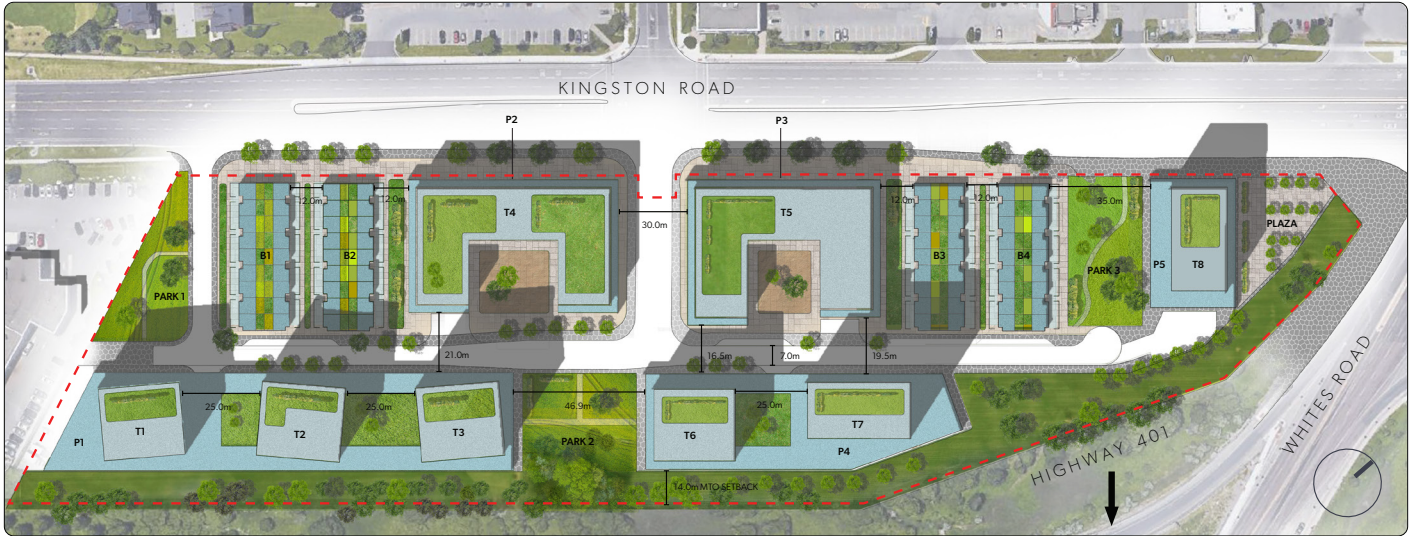 KINGSTON ROAD
P2
P3
12.0m
12.0m
T4
30.0m
T5
12.0m
12.0m
35.0m
PLAZA
B1
B2
B3
B4
PARK 3
P5
T8
PARK 1
21.0m
16.5m
7.0m
19.5m
25.0m
25.0m
46.9m
25.0m
P1
T1
T2
T3
PARK 2
T6
T7
P4
14.0m MTO SETBACK
HIGHWAY 401
WHITES ROAD